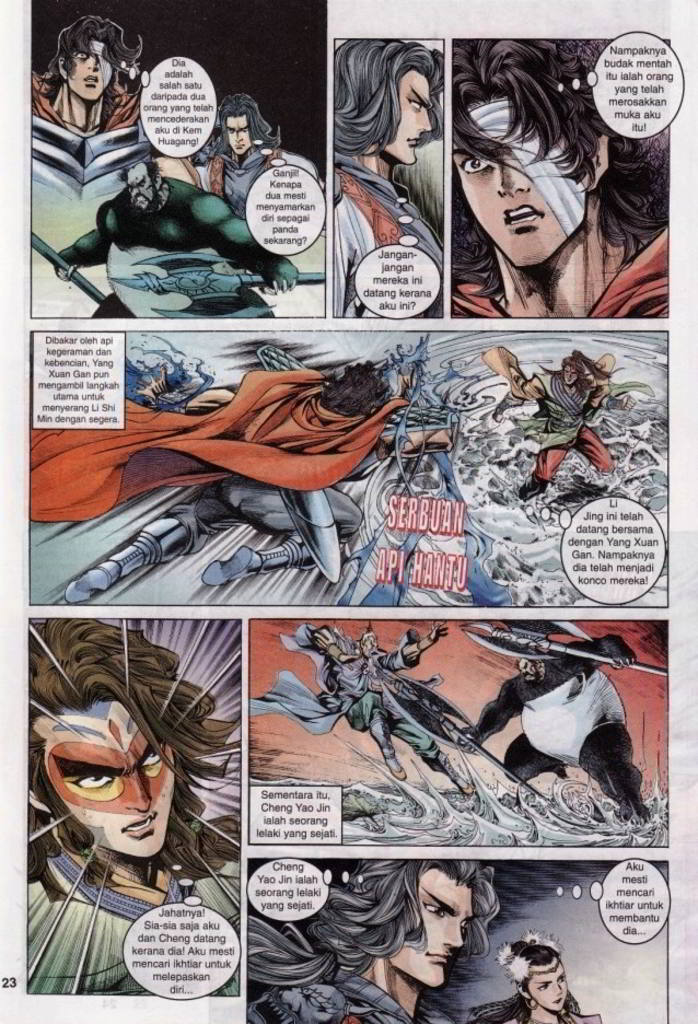 Dia
adalah
salah satu
daripada dua
orang yang telah
mencederakan
aku di Kem
Huagang!
Ganjil!
Kenapa
dua mesti
menyamarkan
diri sepagai
panda
sekarang?
Jangan-
jangan
mereka ini
datang kerana
aku ini?
Nampaknya
budak mentah
itu ialah orang
yang telah
merosakkan
muka aku
itu!
Dibakar oleh api
kegeraman dan
kebencian, Yang
Xuan Gan pun
mengambil langkah
utama untuk
menyerang Li Shi
Min dengan segera.
SERBUAN
API HANTU
Li
Jing ini telah
datang bersama
dengan Yang Xuan
Gan. Nampaknya
dia telah menjadi
konco mereka!
Jahatnya!
Sia-sia saja aku
dan Cheng datang
kerana dia! Aku mesti
mencari ikhtiar untuk
melepaskan
diri...
Sementara itu,
Cheng Yao Jin
ialah seorang
lelaki yang sejati.
Cheng
Yao Jin ialah
seorang lelaki
yang sejati.
Aku
mesti
mencari
ikhtiar untuk
membantu
dia...
23